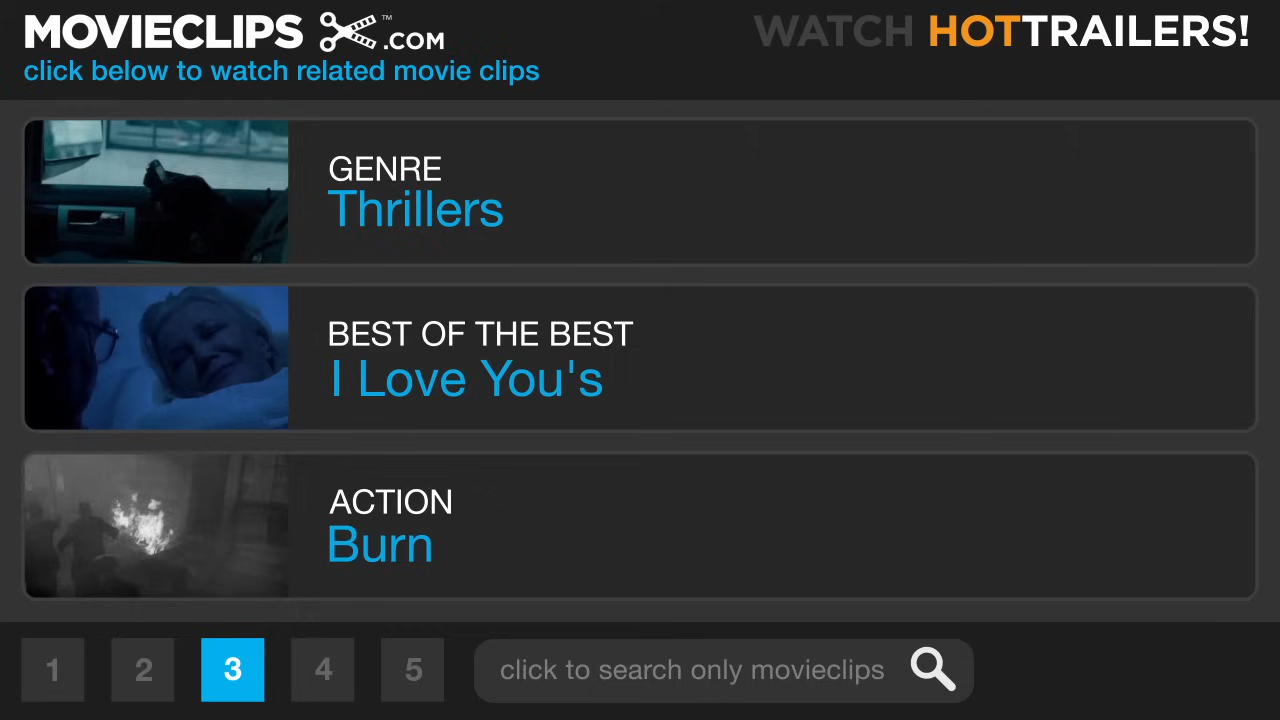 MOVIECLIPS ™ .COM
WATCH HOTTRAILERS!
click below to watch related movie clips
GENRE
Thrillers
BEST OF THE BEST
I Love You's
ACTION
Burn
1 2 3 4 5
click to search only movieclips